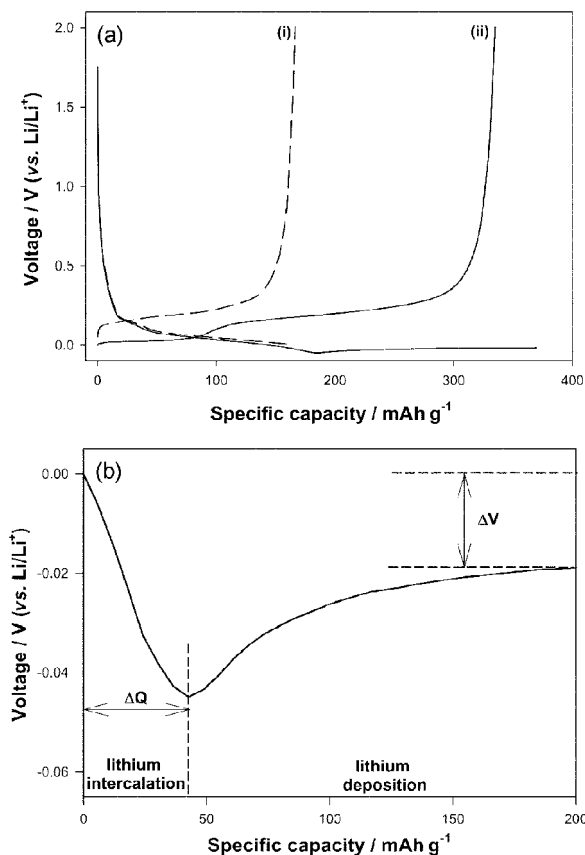 (a)
(i)
(ii)
2.0
1.5
1.0
0.5
0.0
Voltage / V (vs. Li/Li+)
0
100
200
300
400
Specific capacity / mAh g-1
(b)
0.00
-0.02
-0.04
-0.06
Voltage / V (vs. Li/Li+)
ΔV
ΔQ
lithium
intercalation
lithium
deposition
0
50
100
150
200
Specific capacity / mAh g-1